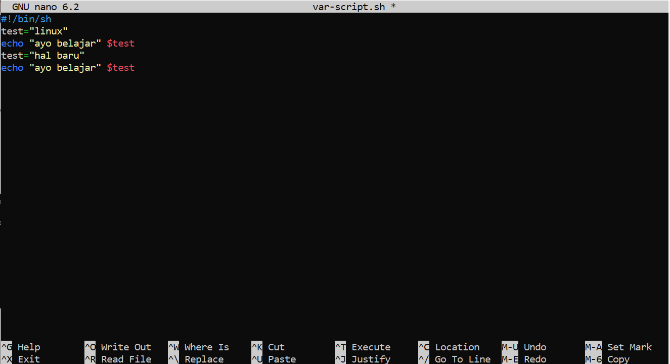 GNU nano 6.2 var-script.sh *
#!/bin/sh
test="linux"
echo "ayo belajar" $test
test="hal baru"
echo "ayo belajar" $test
^G Help ^O Write Out ^W Where Is ^K Cut ^T Execute ^C Location M-U Undo M-A Set Mark
^X Exit ^R Read File ^\ Replace ^U Paste ^J Justify ^/ Go To Line M-E Redo M-6 Copy